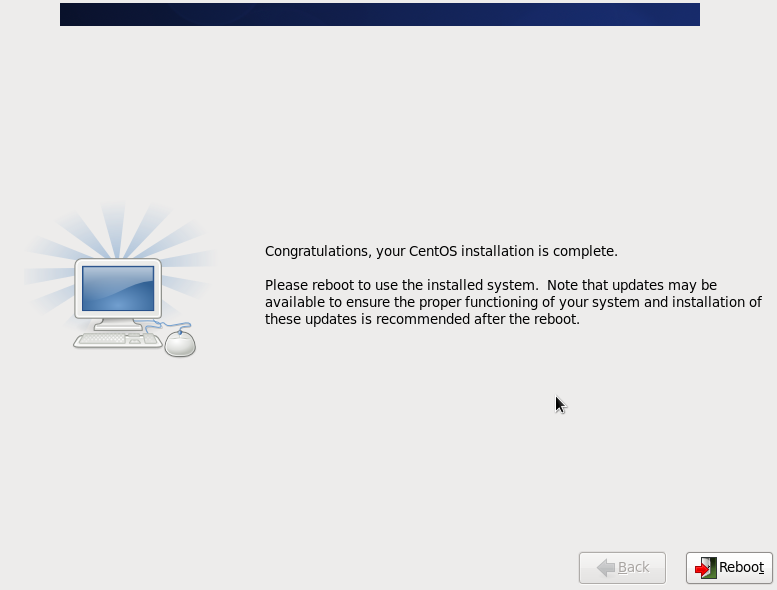 Congratulations, your CentOS installation is complete.
Please reboot to use the installed system.  Note that updates may be
available to ensure the proper functioning of your system and installation of
these updates is recommended after the reboot.
Back
Reboot